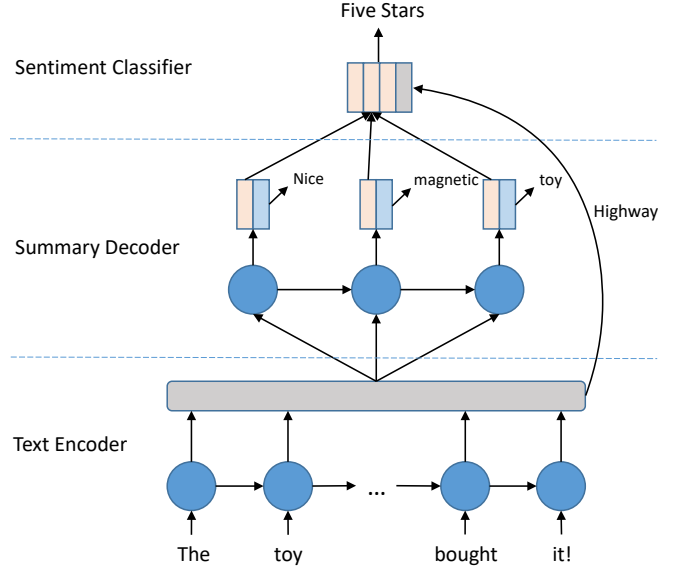 Five Stars
Sentiment Classifier
Nice
magnetic
toy
Highway
Summary Decoder
Text Encoder
...
The toy bought it!